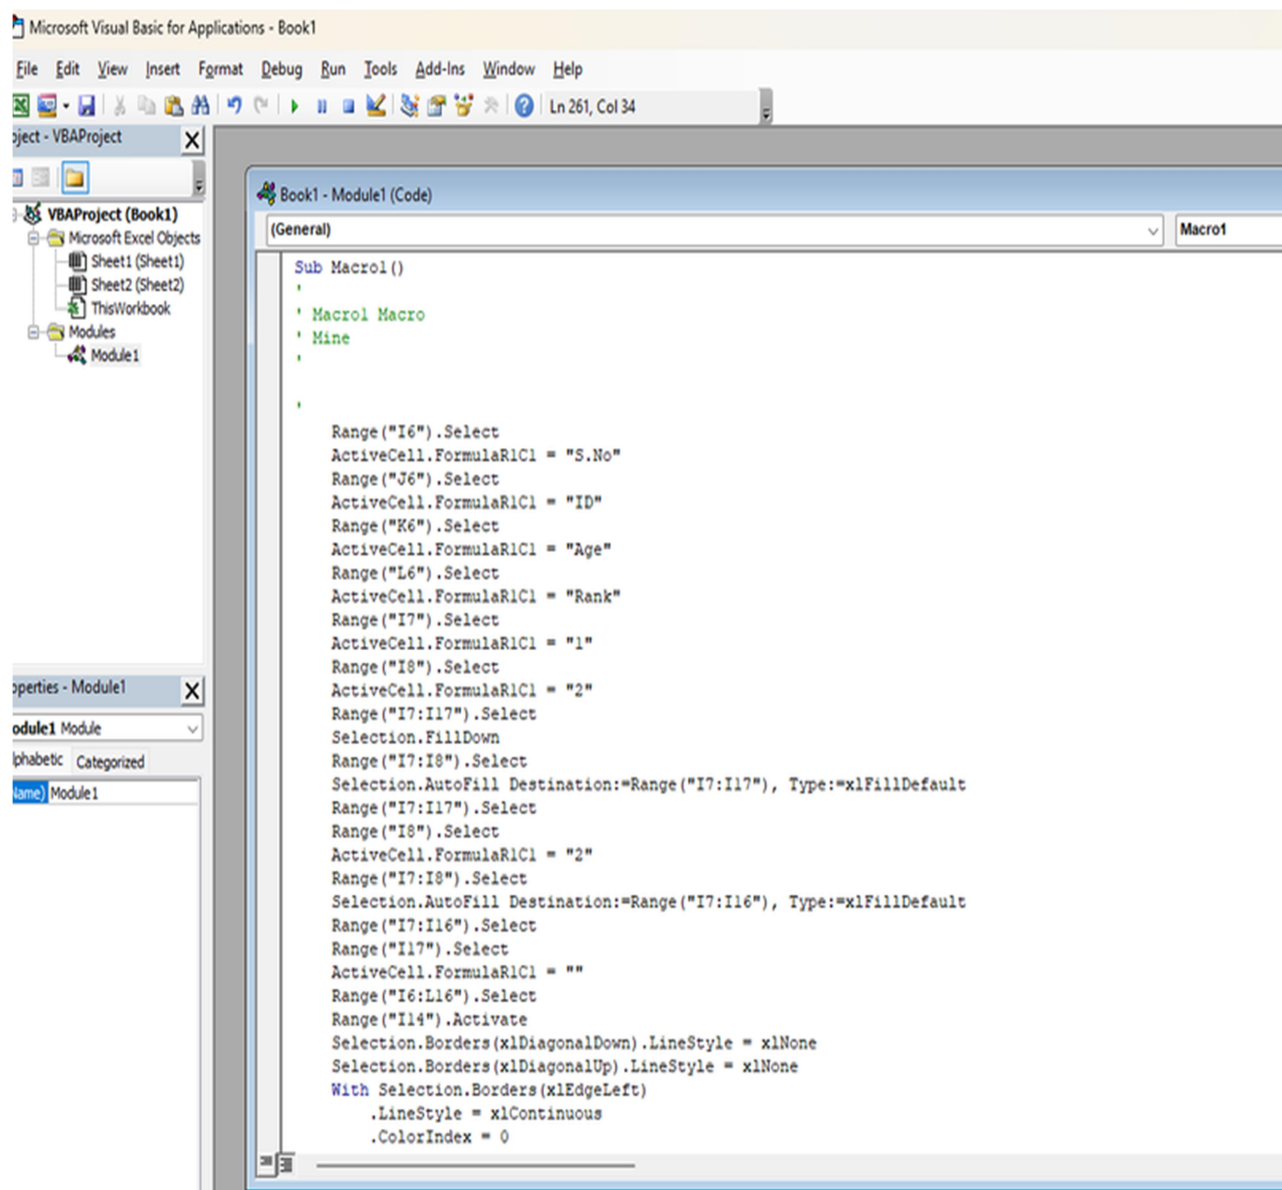 Microsoft Visual Basic for Applications - Book1
File Edit View Insert Format Debug Run Tools Add-Ins Window Help
Ln 261, Col 34
oject - VBAProject
VBAProject (Book1)
Microsoft Excel Objects
Sheet1 (Sheet1)
Sheet2 (Sheet2)
ThisWorkbook
Modules
Module1
operties - Module1
odule1 Module
lphabetic Categorized
Name) Module1
Book1 - Module1 (Code)
(General) Macro1
Sub Macro1()
'
' Macro1 Macro
' Mine
'
'
Range("I6").Select
ActiveCell.FormulaR1C1 = "S.No"
Range("J6").Select
ActiveCell.FormulaR1C1 = "ID"
Range("K6").Select
ActiveCell.FormulaR1C1 = "Age"
Range("L6").Select
ActiveCell.FormulaR1C1 = "Rank"
Range("I7").Select
ActiveCell.FormulaR1C1 = "1"
Range("I8").Select
ActiveCell.FormulaR1C1 = "2"
Range("I7:I17").Select
Selection.FillDown
Range("I7:I8").Select
Selection.AutoFill Destination:=Range("I7:I17"), Type:=xlFillDefault
Range("I7:I17").Select
Range("I8").Select
ActiveCell.FormulaR1C1 = "2"
Range("I7:I8").Select
Selection.AutoFill Destination:=Range("I7:I16"), Type:=xlFillDefault
Range("I7:I16").Select
Range("I17").Select
ActiveCell.FormulaR1C1 = ""
Range("I6:L16").Select
Range("I14").Activate
Selection.Borders(xlDiagonalDown).LineStyle = xlNone
Selection.Borders(xlDiagonalUp).LineStyle = xlNone
With Selection.Borders(xlEdgeLeft)
.LineStyle = xlContinuous
.ColorIndex = 0